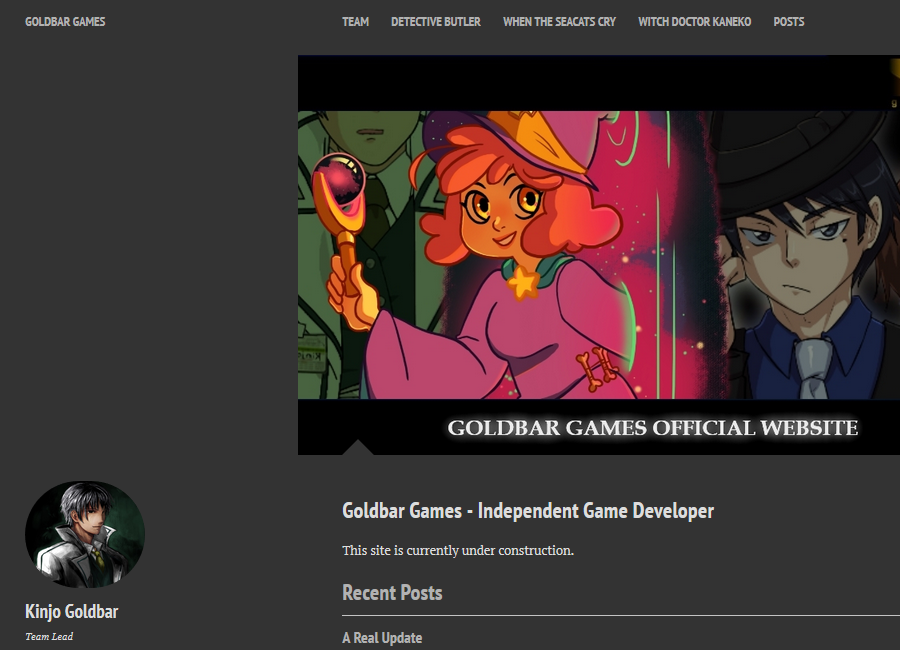 GOLDBAR GAMES
TEAM DETECTIVE BUTLER WHEN THE SEACATS CRY WITCH DOCTOR KANEKO POSTS
GOLDBAR GAMES OFFICIAL WEBSITE
Kinjo Goldbar
Team Lead
Goldbar Games - Independent Game Developer
This site is currently under construction.
Recent Posts
A Real Update